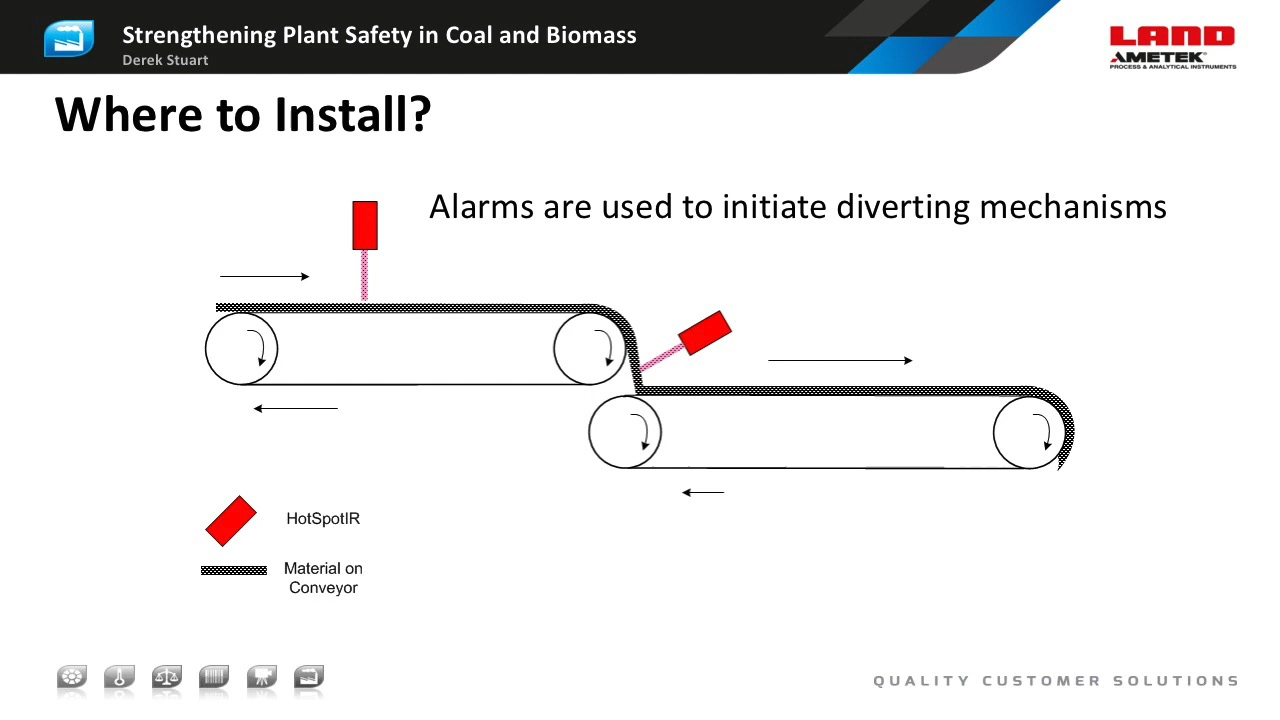 Strengthening Plant Safety in Coal and Biomass
Derek Stuart
LAND
AMETEK
PROCESS & ANALYTICAL INSTRUMENTS
Where to Install?
Alarms are used to initiate diverting mechanisms
HotSpotIR
Material on
Conveyor
QUALITY CUSTOMER SOLUTIONS